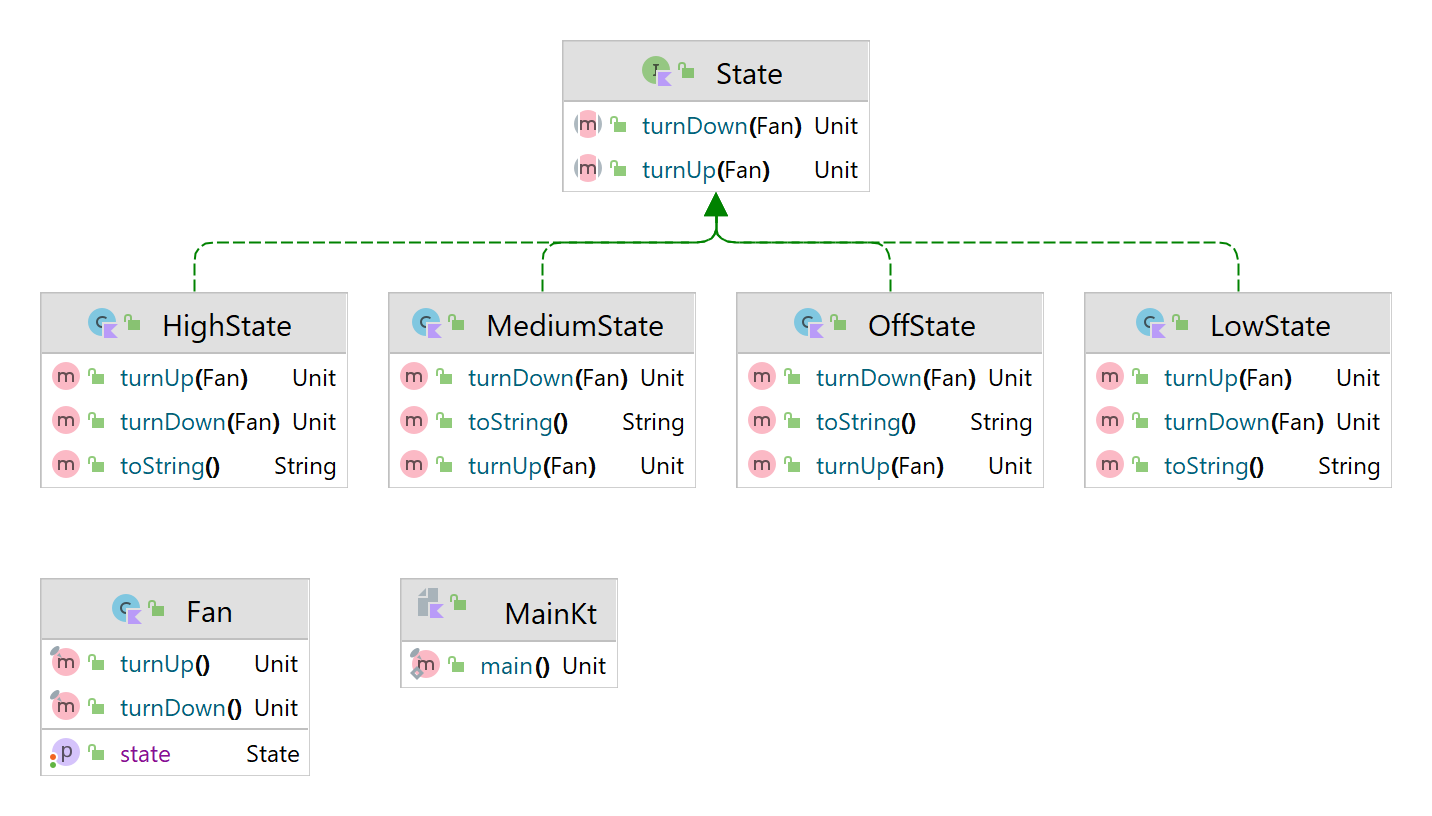 State
turnDown(Fan) Unit
turnUp(Fan) Unit
HighState
turnUp(Fan) Unit
turnDown(Fan) Unit
toString() String
MediumState
turnDown(Fan) Unit
toString() String
turnUp(Fan) Unit
OffState
turnDown(Fan) Unit
toString() String
turnUp(Fan) Unit
LowState
turnUp(Fan) Unit
turnDown(Fan) Unit
toString() String
Fan
turnUp() Unit
turnDown() Unit
state State
MainKt
main() Unit